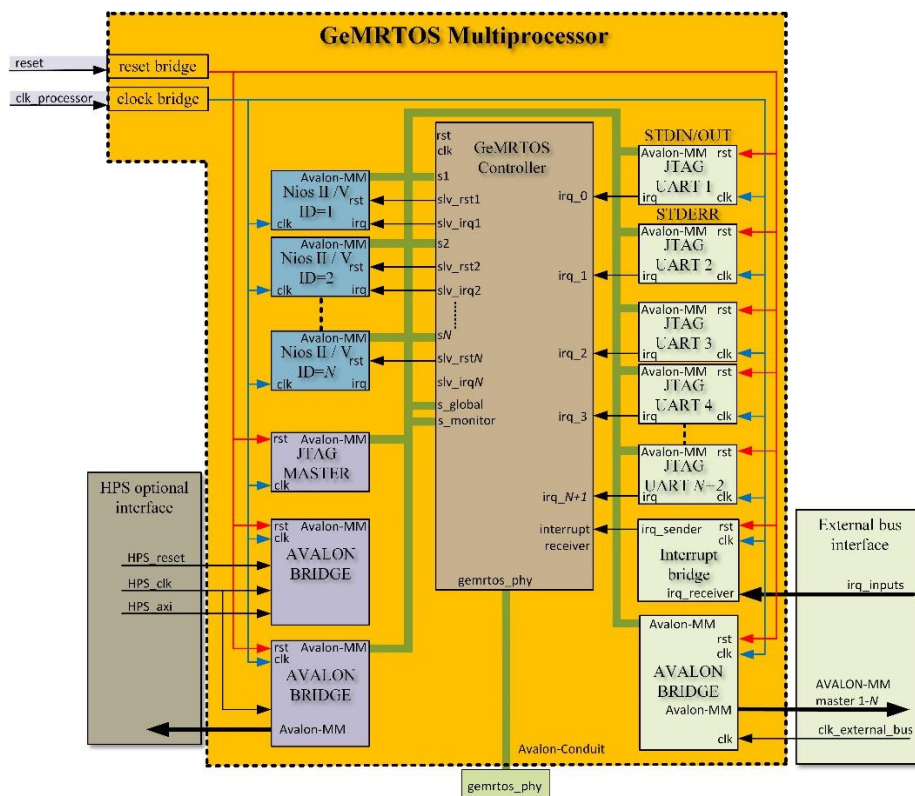 GeMRTOS Multiprocessor
reset
reset bridge
clk_processor
clock bridge
rst
clk
GeMRTOS
Controller
s1
slv_rst1
slv_irq1
s2
slv_rst2
slv_irq2
sN
slv_rstN
slv_irqN
s_global
s_monitor
irq_0
irq_1
irq_2
irq_3
irq_N+1
interrupt
receiver
gemrtos_phy
Avalon-MM
Nios II / V
rst
ID=1
clk
irq
Avalon-MM
Nios II / V
rst
ID=2
clk
irq
Avalon-MM
Nios II / V
rst
ID=N
clk
irq
Avalon-MM
rst
JTAG
MASTER
clk
HPS optional
interface
HPS_reset
HPS_clk
HPS_axi
Avalon-MM
rst
clk
AVALON
BRIDGE
Avalon-MM
rst
clk
AVALON
BRIDGE
Avalon-MM
STDIN/OUT
Avalon-MM
rst
JTAG
UART 1
irq
clk
STDERR
Avalon-MM
rst
JTAG
UART 2
irq
clk
Avalon-MM
rst
JTAG
UART 3
irq
clk
Avalon-MM
rst
JTAG
UART 4
irq
clk
Avalon-MM
rst
JTAG
UART N+2
irq
clk
irq_sender
rst
clk
Interrupt
bridge
irq_receiver
Avalon-MM
rst
clk
AVALON
BRIDGE
Avalon-MM
clk
External bus
interface
irq_inputs
AVALON-MM
master 1-N
clk_external_bus
Avalon-Conduit
gemrtos_phy